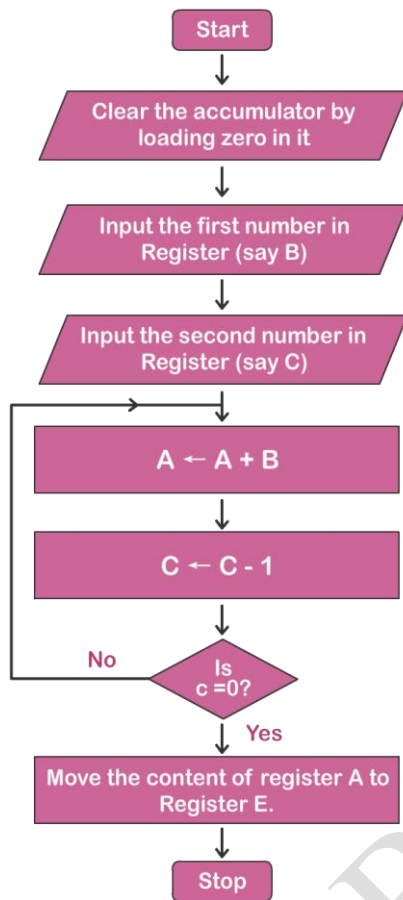 Start
Clear the accumulator by
loading zero in it
Input the first number in
Register (say B)
Input the second number in
Register (say C)
A ← A + B
C ← C - 1
No
Is
c =0?
Yes
Move the content of register A to
Register E.
Stop